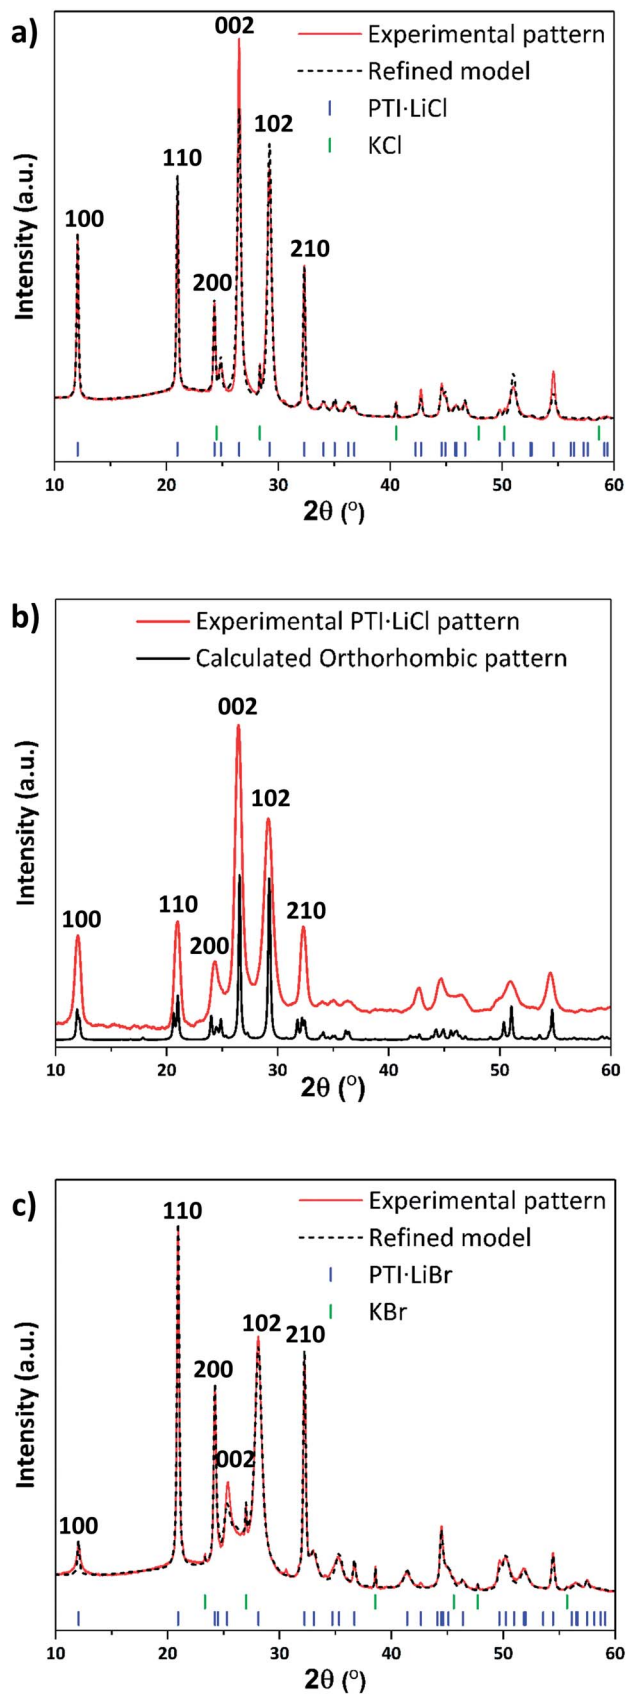 a)
002
Experimental pattern
Refined model
PTI·LiCl
KCl
102
110
100
200
210
Intensity (a.u.)
10 20 30 40 50 60
2θ (°)
b)
Experimental PTI·LiCl pattern
Calculated Orthorhombic pattern
002
102
110
100
200
210
Intensity (a.u.)
10 20 30 40 50 60
2θ (°)
c)
110
Experimental pattern
Refined model
PTI·LiBr
KBr
102
210
200
002
100
Intensity (a.u.)
10 20 30 40 50 60
2θ (°)